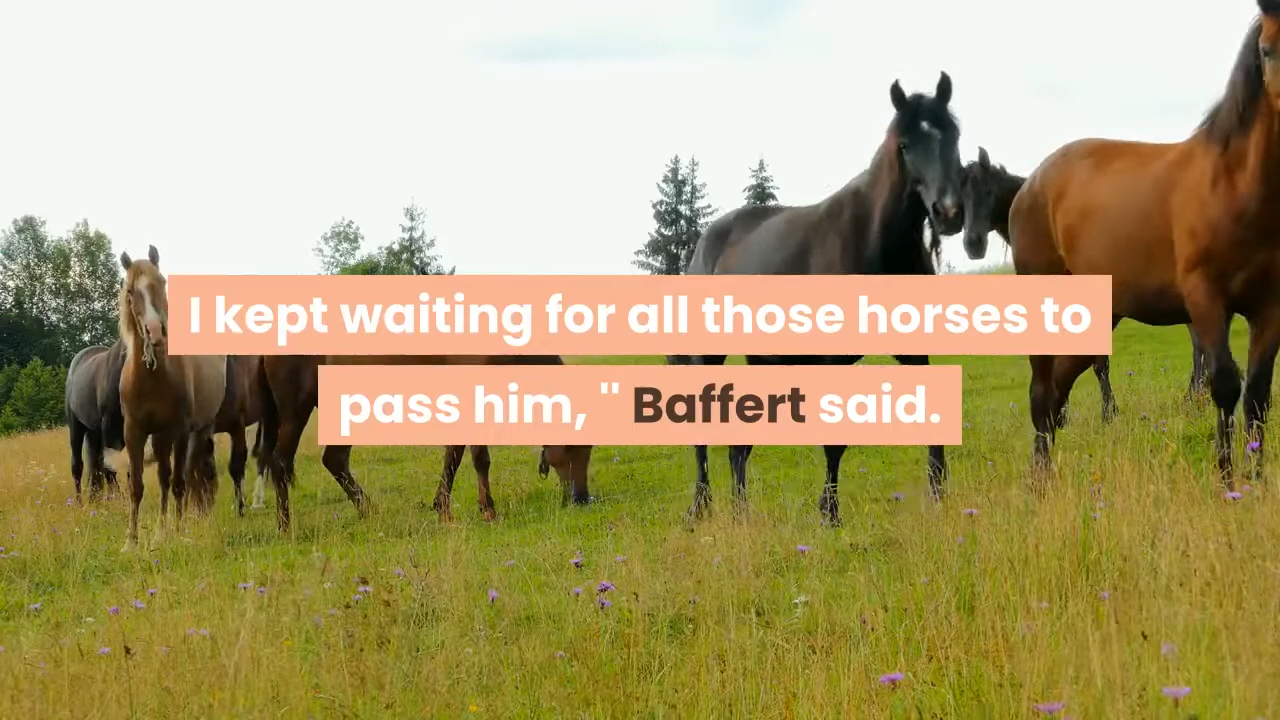 I kept waiting for all those horses to
pass him, " Baffert said.